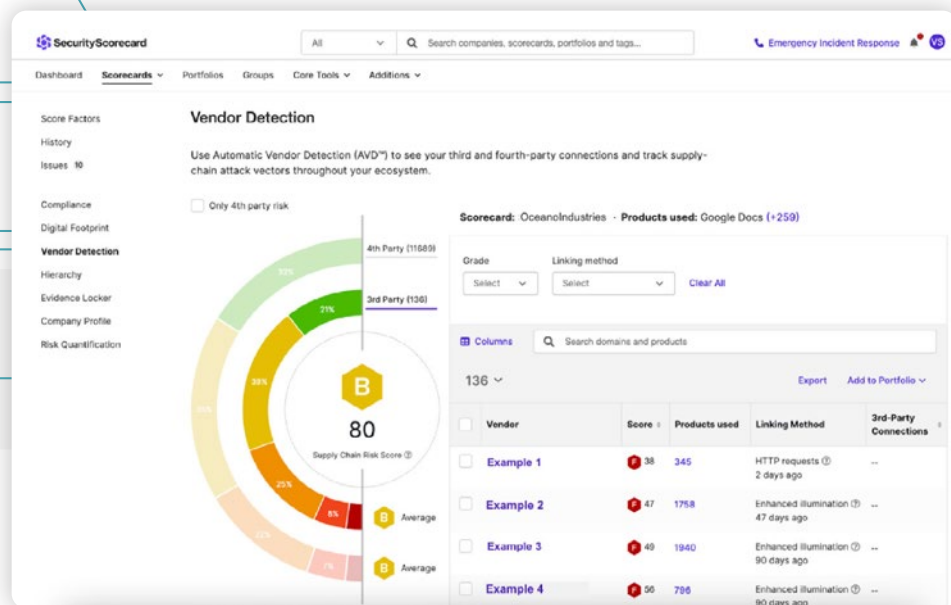 SecurityScorecard
All
Search companies, scorecards, portfolios and tags...
Emergency Incident Response
VS
Dashboard
Scorecards
Portfolios
Groups
Core Tools
Additions
Score Factors
History
Issues 10
Compliance
Digital Footprint
Vendor Detection
Hierarchy
Evidence Locker
Company Profile
Risk Quantification
Vendor Detection
Use Automatic Vendor Detection (AVD™) to see your third and fourth-party connections and track supply-
chain attack vectors throughout your ecosystem.
Only 4th party risk
4th Party (11689)
3rd Party (136)
21%
25%
8%
7%
B
80
Supply Chain Risk Score
B Average
B Average
Scorecard: OceanoIndustries · Products used: Google Docs (+259)
Grade
Linking method
Select
Select
Clear All
Columns
Search domains and products
136
Export
Add to Portfolio
Vendor
Score
Products used
Linking Method
3rd-Party
Connections
Example 1
F 38
345
HTTP requests
2 days ago
--
Example 2
F 47
1758
Enhanced illumination
47 days ago
--
Example 3
F 49
1940
Enhanced illumination
90 days ago
--
Example 4
F 56
796
Enhanced illumination
90 days ago
--